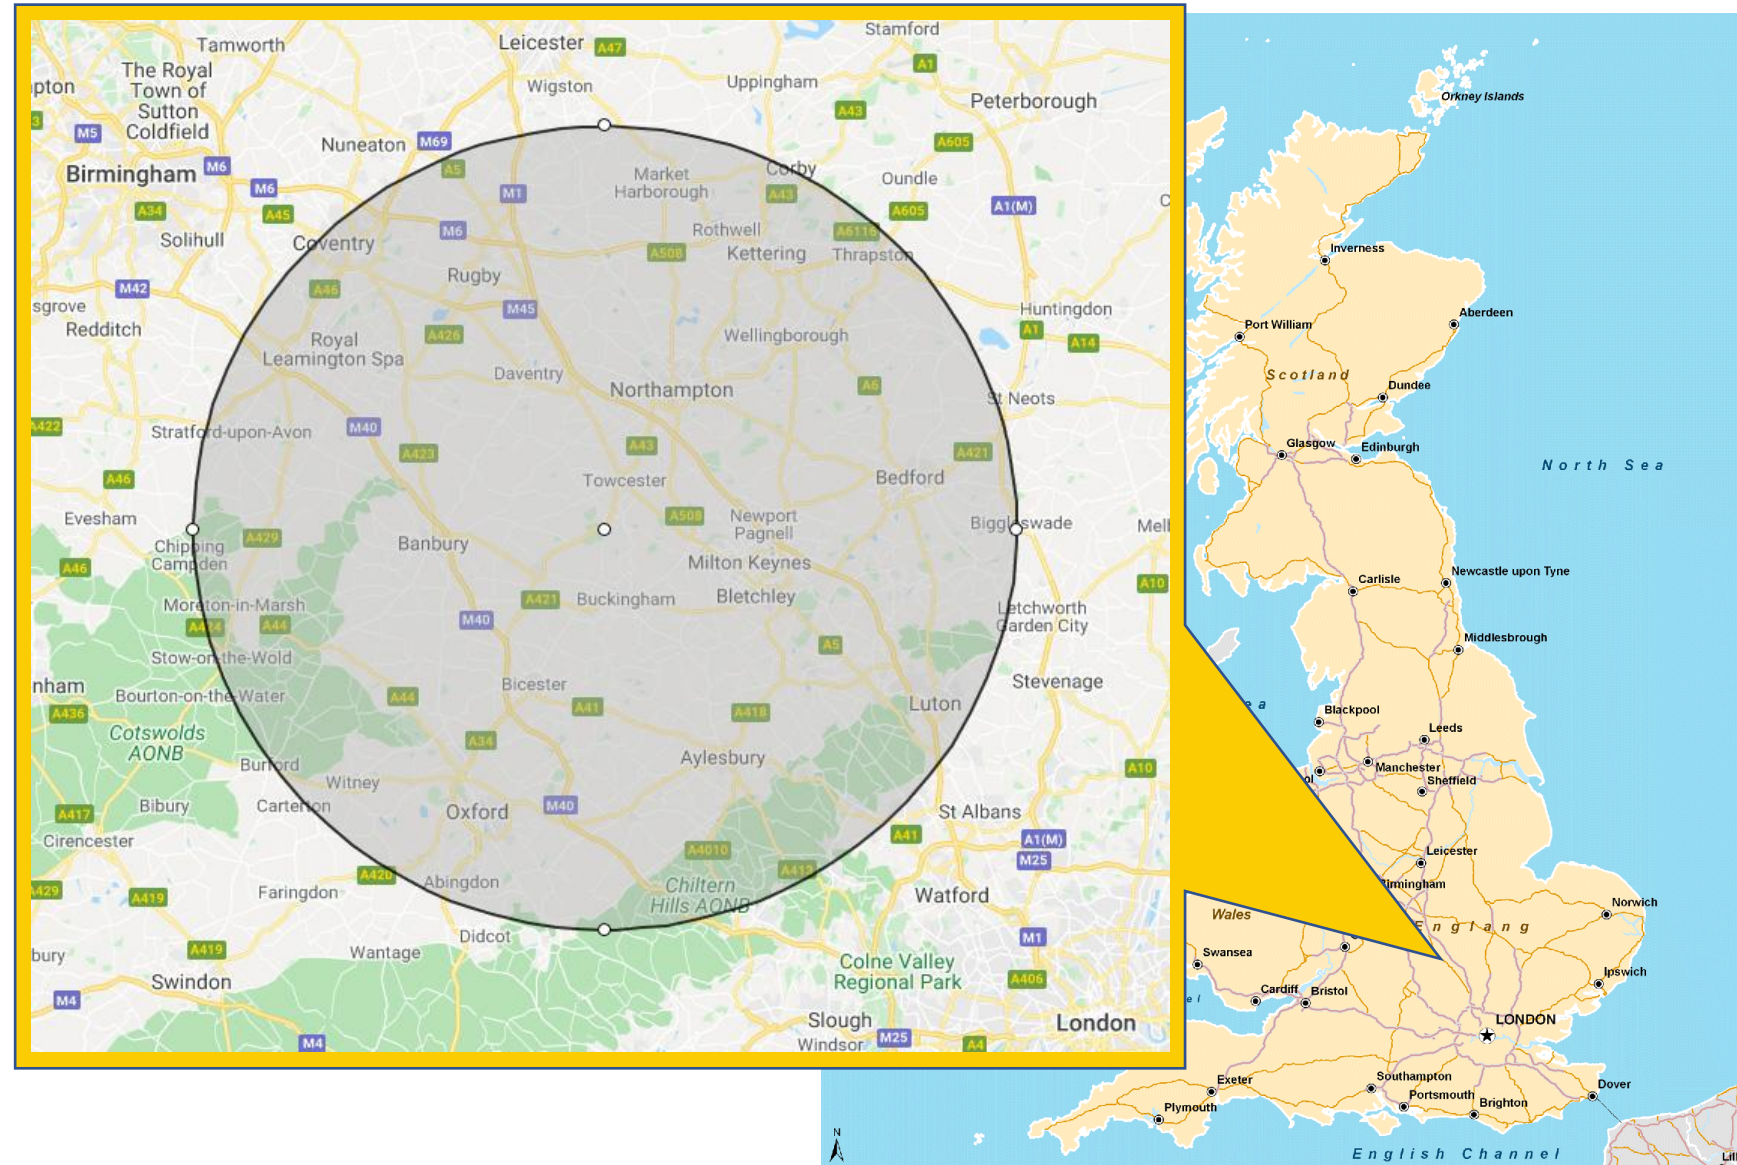 Tamworth
Leicester
A47
Stamford
A1
The Royal
Town of
Sutton
Coldfield
Wigston
Uppingham
Peterborough
A43
M5
Nuneaton
M69
A605
Birmingham
M6
A5
M6
M1
Market
Harborough
Corby
A43
Oundle
A34
A45
A605
A1(M)
Solihull
Coventry
M6
Rothwell
A6116
A508
Kettering
Thrapston
M42
A46
Rugby
M45
sgrove
Redditch
Huntingdon
A1
A14
Royal
Leamington Spa
A426
Wellingborough
Daventry
Northampton
A6
St Neots
A422
Stratford-upon-Avon
M40
A423
A43
A421
A46
Towcester
Bedford
Evesham
A508
Newport
Pagnell
Biggleswade
Chipping
Campden
A429
Banbury
A46
Milton Keynes
A10
Moreton-in-Marsh
A421
Buckingham
Bletchley
Letchworth
Garden City
A424
A44
M40
A5
Stow-on-the-Wold
nham
Bourton-on-the-Water
A44
Bicester
A41
A418
Luton
Stevenage
A436
Cotswolds
AONB
A34
Burford
Witney
Aylesbury
A10
Bibury
Carterton
Oxford
M40
St Albans
A417
Cirencester
A41
A1(M)
M25
A4010
A413
A429
A419
Faringdon
A420
Abingdon
Chiltern
Hills AONB
Watford
Didcot
M1
A419
Wantage
bury
Swindon
Colne Valley
Regional Park
A406
M4
M4
Slough
Windsor
M25
A4
London
Orkney Islands
Inverness
Port William
Aberdeen
Scotland
Dundee
Glasgow
Edinburgh
North Sea
Carlisle
Newcastle upon Tyne
Middlesbrough
ea
Blackpool
Leeds
ol
Manchester
Sheffield
Leicester
Birmingham
Wales
Norwich
Englang
Swansea
Ipswich
el
Cardiff
Bristol
LONDON
Exeter
Southampton
Dover
Plymouth
Portsmouth
Brighton
N
English Channel